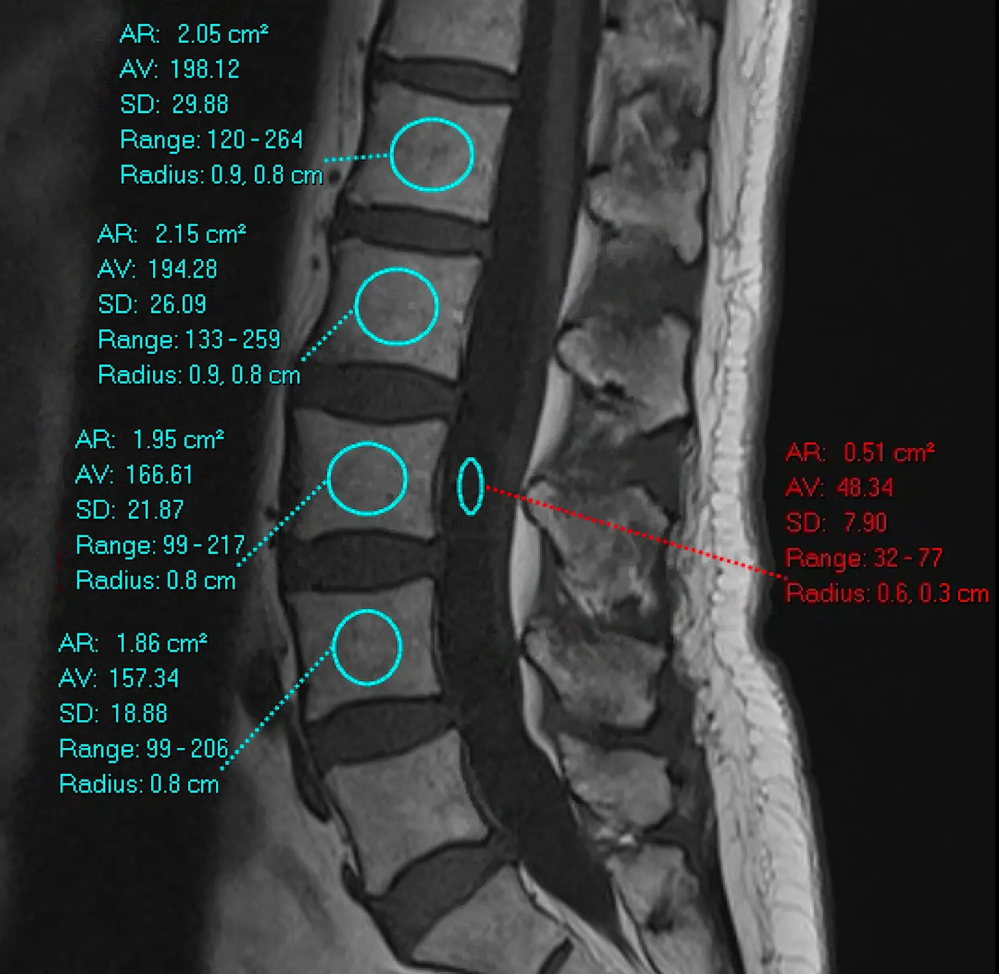 AR: 2.05 cm²
AV: 198.12
SD: 29.88
Range: 120 - 264
Radius: 0.9, 0.8 cm
AR: 2.15 cm²
AV: 194.28
SD: 26.09
Range: 133 - 259
Radius: 0.9, 0.8 cm
AR: 1.95 cm²
AV: 166.61
SD: 21.87
Range: 99 - 217
Radius: 0.8 cm
AR: 0.51 cm²
AV: 48.34
SD: 7.90
Range: 32 - 77
Radius: 0.6, 0.3 cm
AR: 1.86 cm²
AV: 157.34
SD: 18.88
Range: 99 - 206
Radius: 0.8 cm